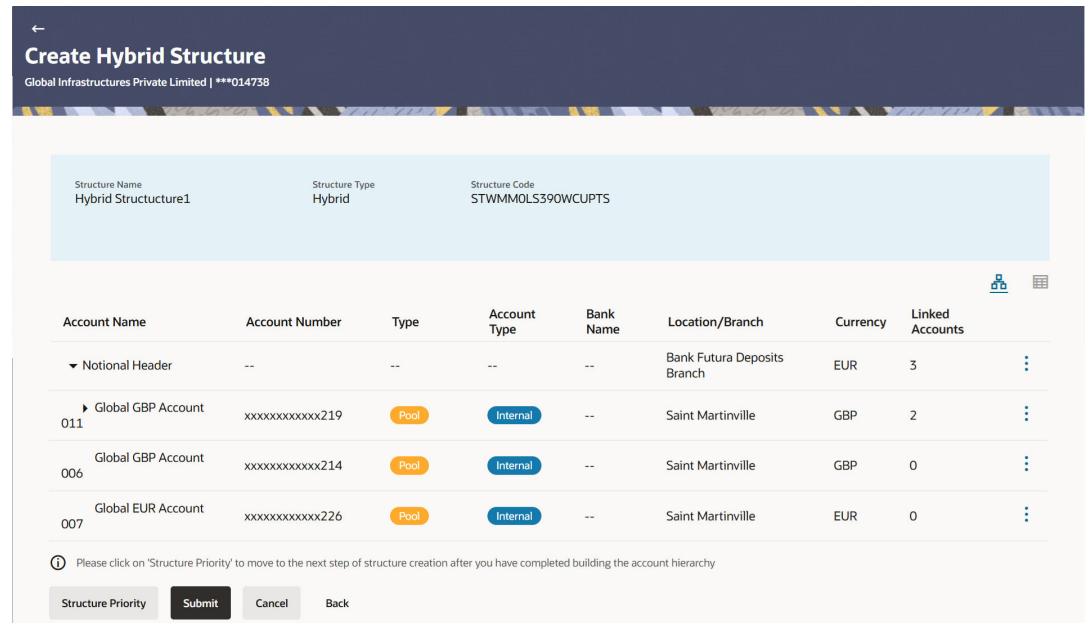 Create Hybrid Structure
Global Infrastructures Private Limited | ***014738
Structure Name Structure Type Structure Code
Hybrid Structucture1 Hybrid STWMM0LS390WCUPTS
Account Name Account Number Type Account Type Bank Name Location/Branch Currency Linked Accounts
Notional Header -- -- -- -- Bank Futura Deposits Branch EUR 3
Global GBP Account 011 xxxxxxxxxxxx219 Pool Internal -- Saint Martinville GBP 2
Global GBP Account 006 xxxxxxxxxxxx214 Pool Internal -- Saint Martinville GBP 0
Global EUR Account 007 xxxxxxxxxxxx226 Pool Internal -- Saint Martinville EUR 0
Please click on 'Structure Priority' to move to the next step of structure creation after you have completed building the account hierarchy
Structure Priority Submit Cancel Back